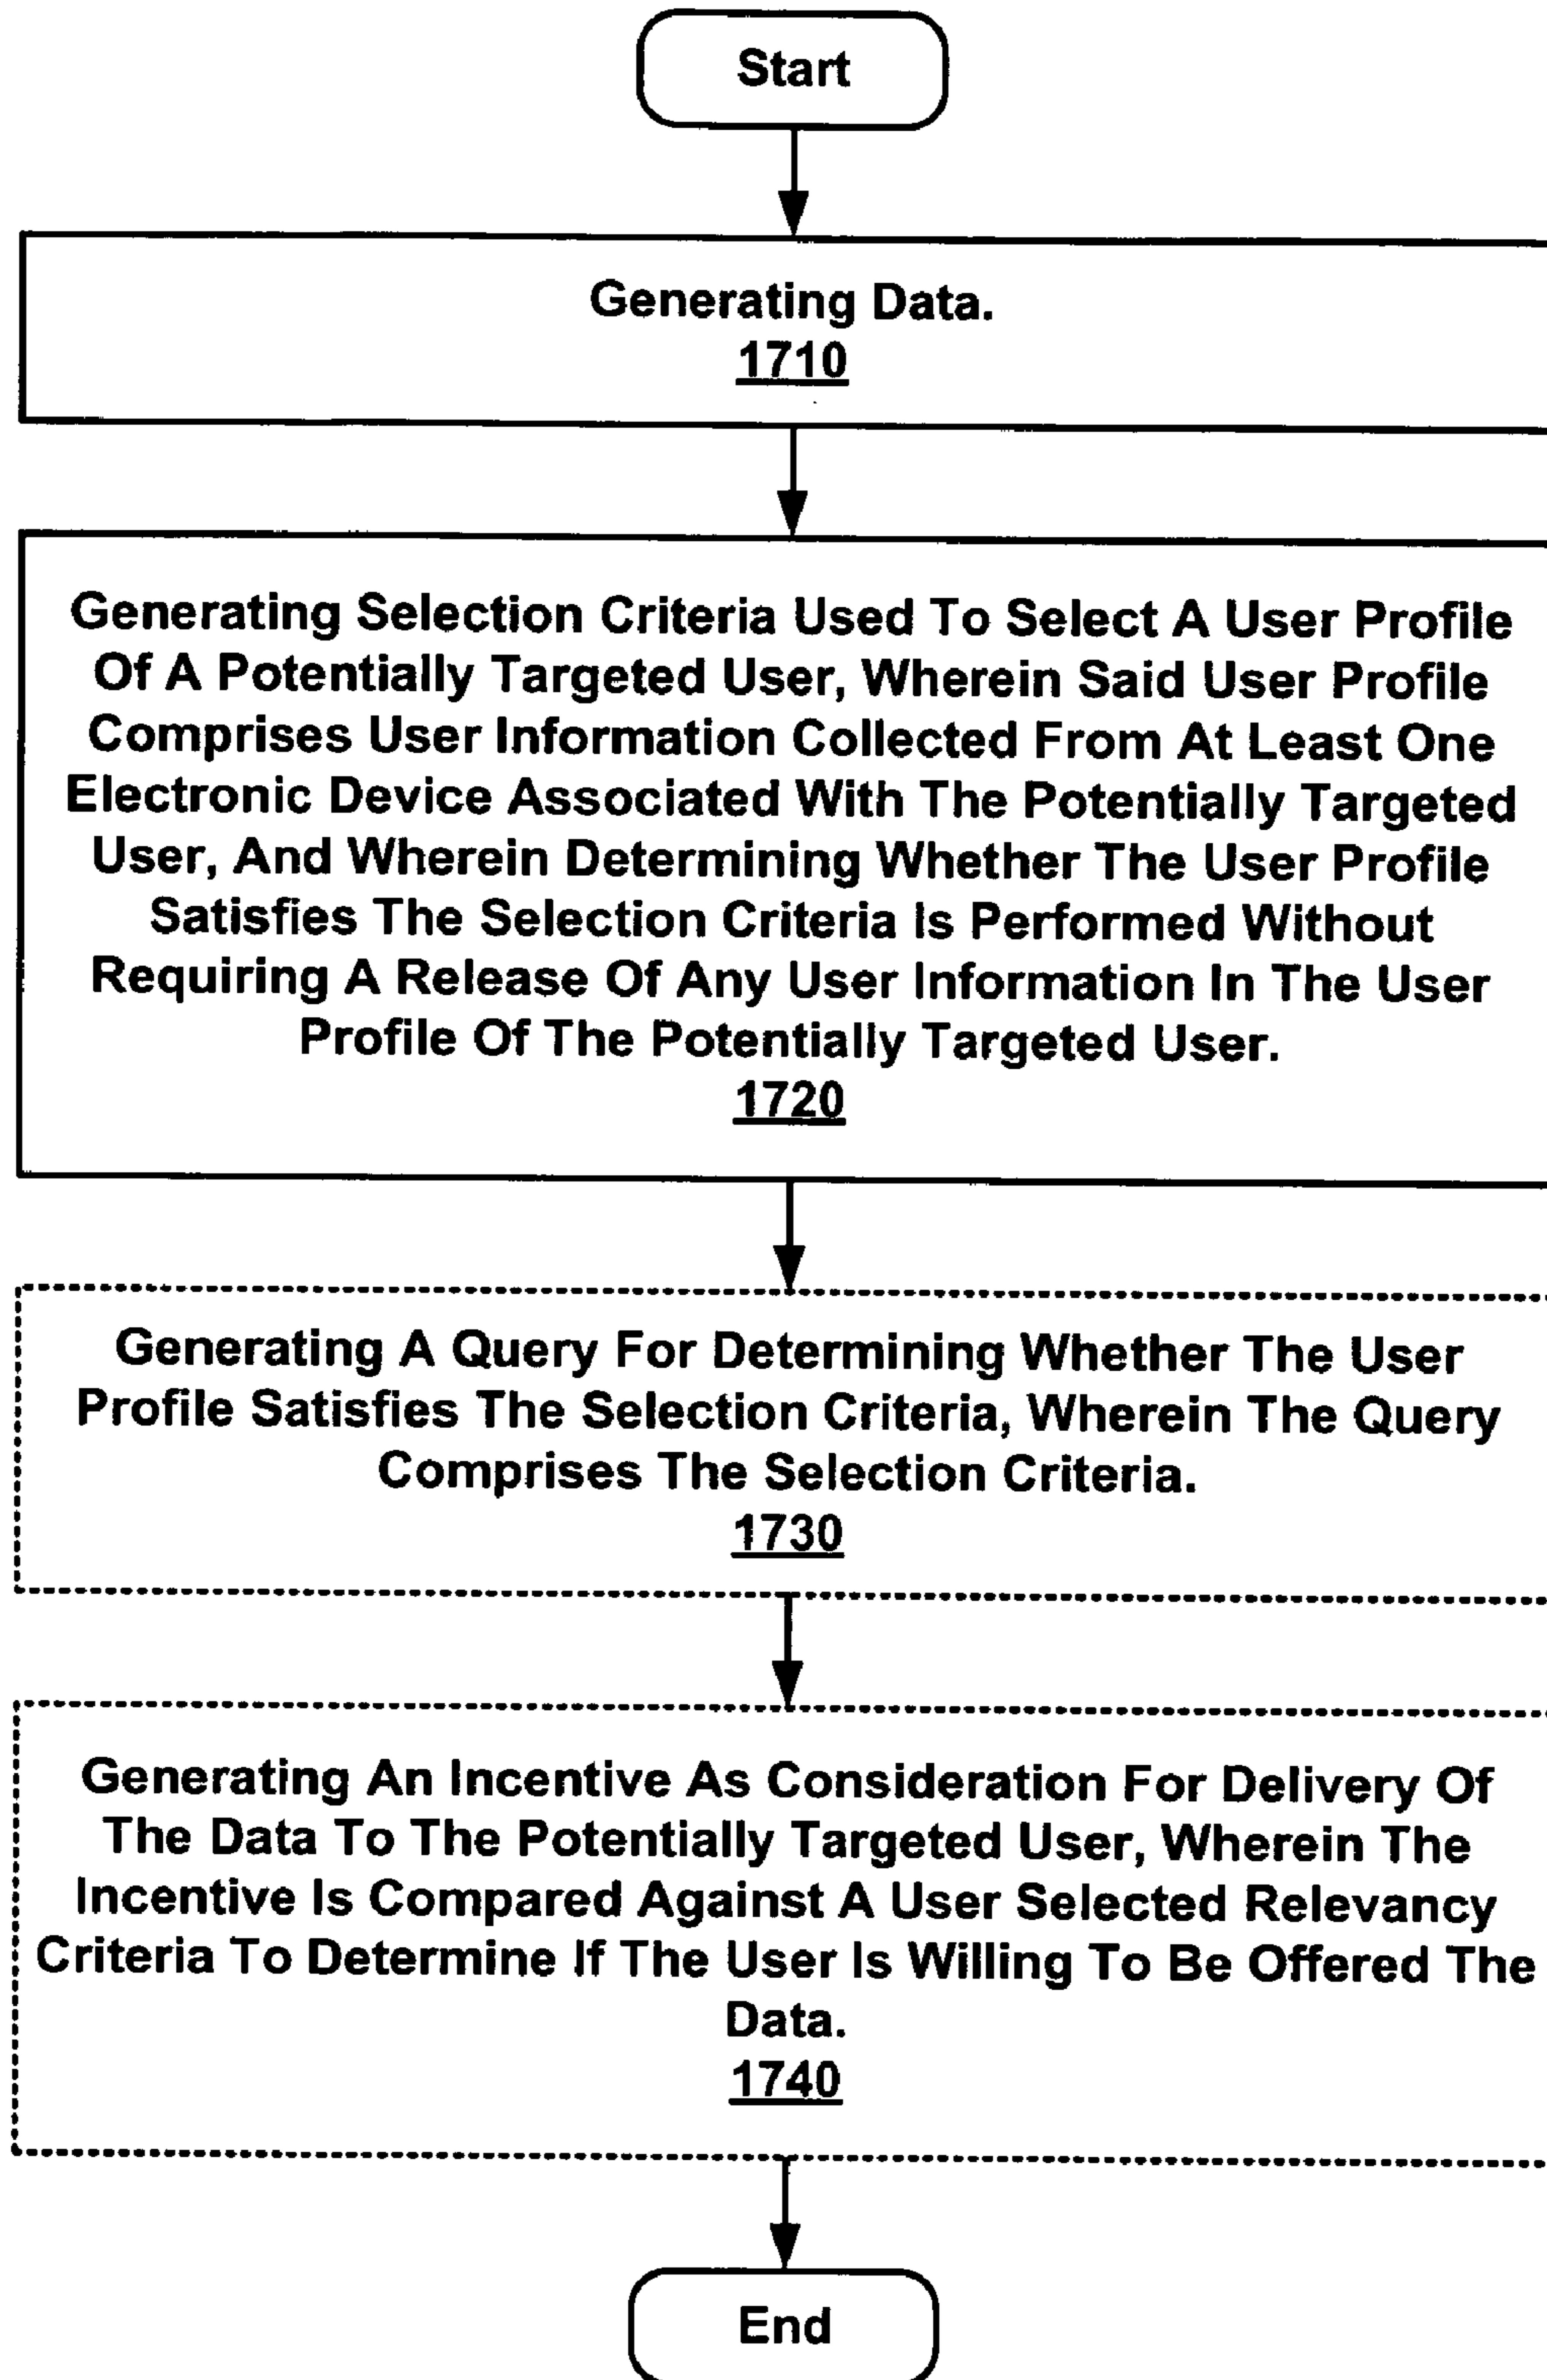 Start
Generating Data.
1710
Generating Selection Criteria Used To Select A User Profile
Of A Potentially Targeted User, Wherein Said User Profile
Comprises User Information Collected From At Least One
Electronic Device Associated With The Potentially Targeted
User, And Wherein Determining Whether The User Profile
Satisfies The Selection Criteria Is Performed Without
Requiring A Release Of Any User Information In The User
Profile Of The Potentially Targeted User.
1720
Generating A Query For Determining Whether The User
Profile Satisfies The Selection Criteria, Wherein The Query
Comprises The Selection Criteria.
1730
Generating An Incentive As Consideration For Delivery Of
The Data To The Potentially Targeted User, Wherein The
Incentive Is Compared Against A User Selected Relevancy
Criteria To Determine If The User Is Willing To Be Offered The
Data.
1740
End